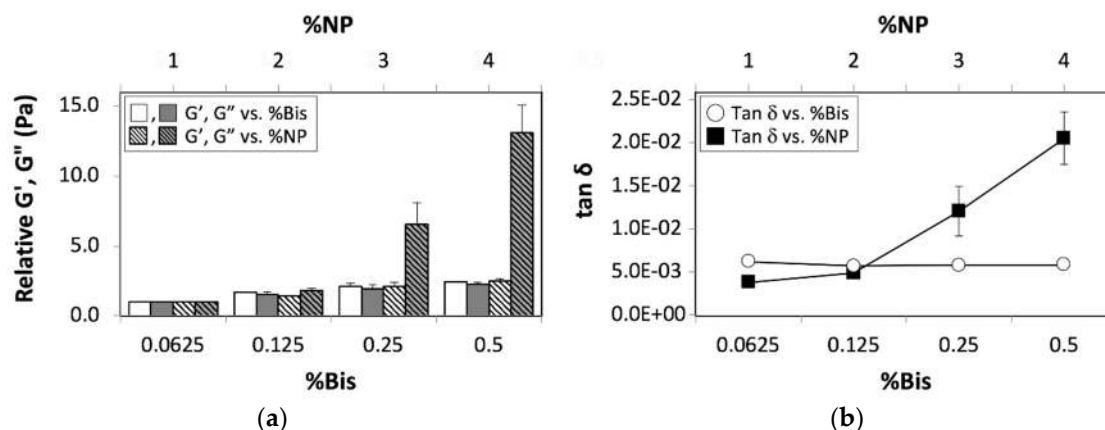 %NP
1 2 3 4
Relative G', G" (Pa)
15.0
10.0
5.0
0.0
, G′, G″ vs. %Bis
, G′, G″ vs. %NP
0.0625 0.125 0.25 0.5
%Bis
(a)
%NP
1 2 3 4
tan δ
2.5E-02
2.0E-02
1.5E-02
1.0E-02
5.0E-03
0.0E+00
Tan δ vs. %Bis
Tan δ vs. %NP
0.0625 0.125 0.25 0.5
%Bis
(b)